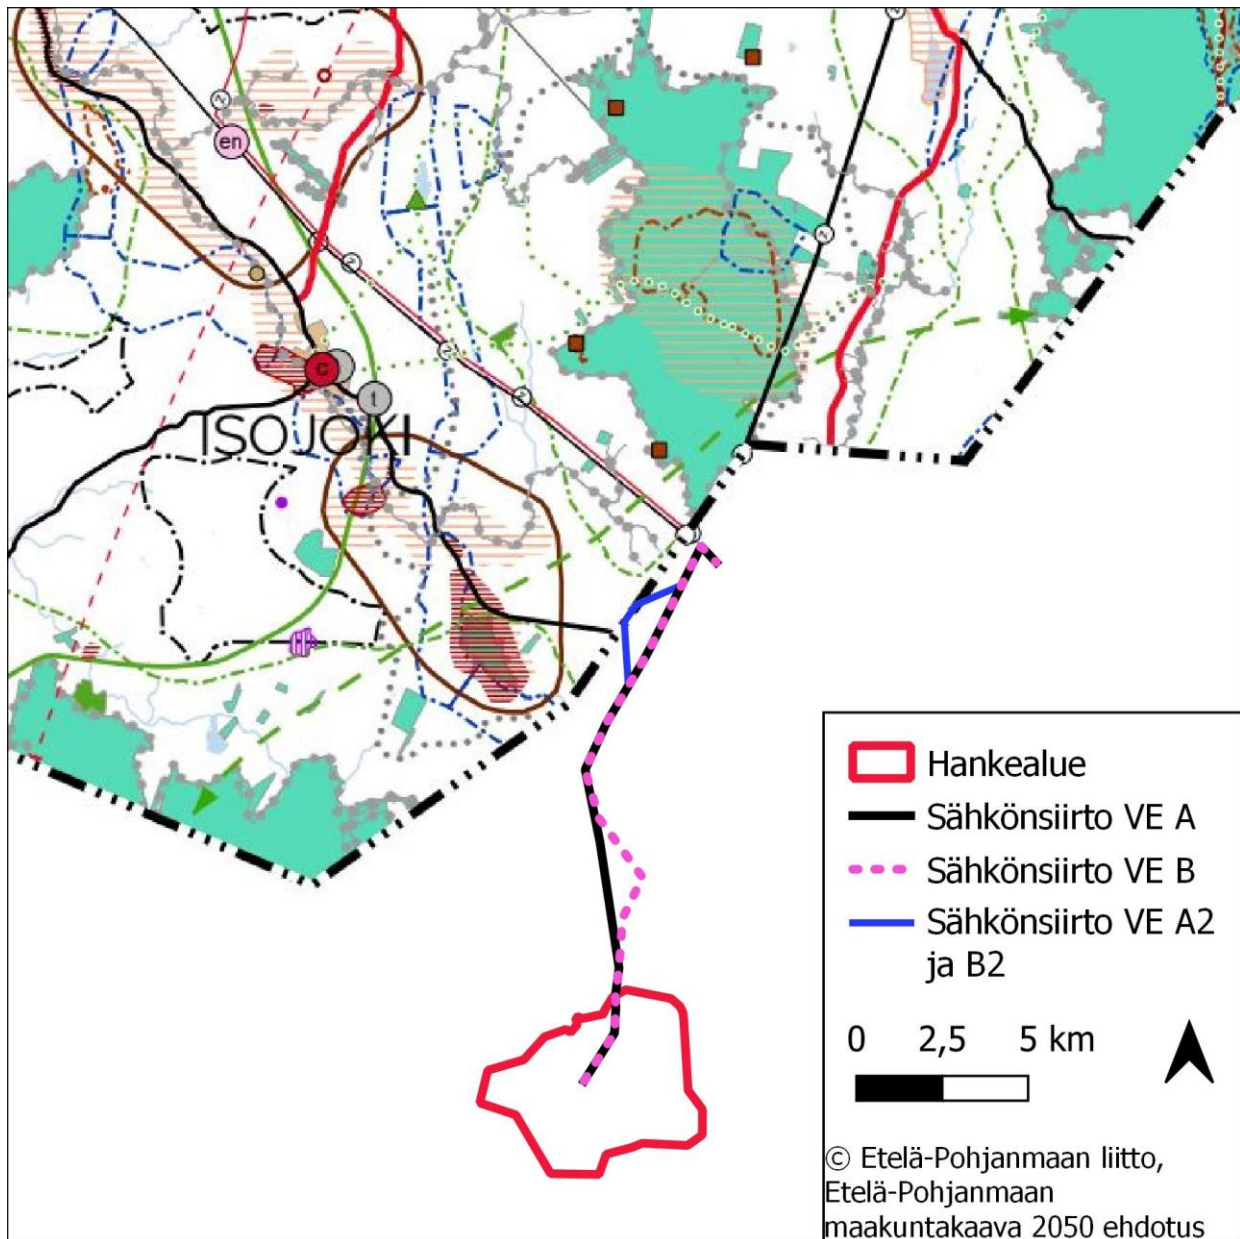 en
z
z
z
z
z
z
c
t
ISOJOKI
Hankealue
Sähkönsiirto VE A
Sähkönsiirto VE B
Sähkönsiirto VE A2
ja B2
0 2,5 5 km
© Etelä-Pohjanmaan liitto,
Etelä-Pohjanmaan
maakuntakaava 2050 ehdotus